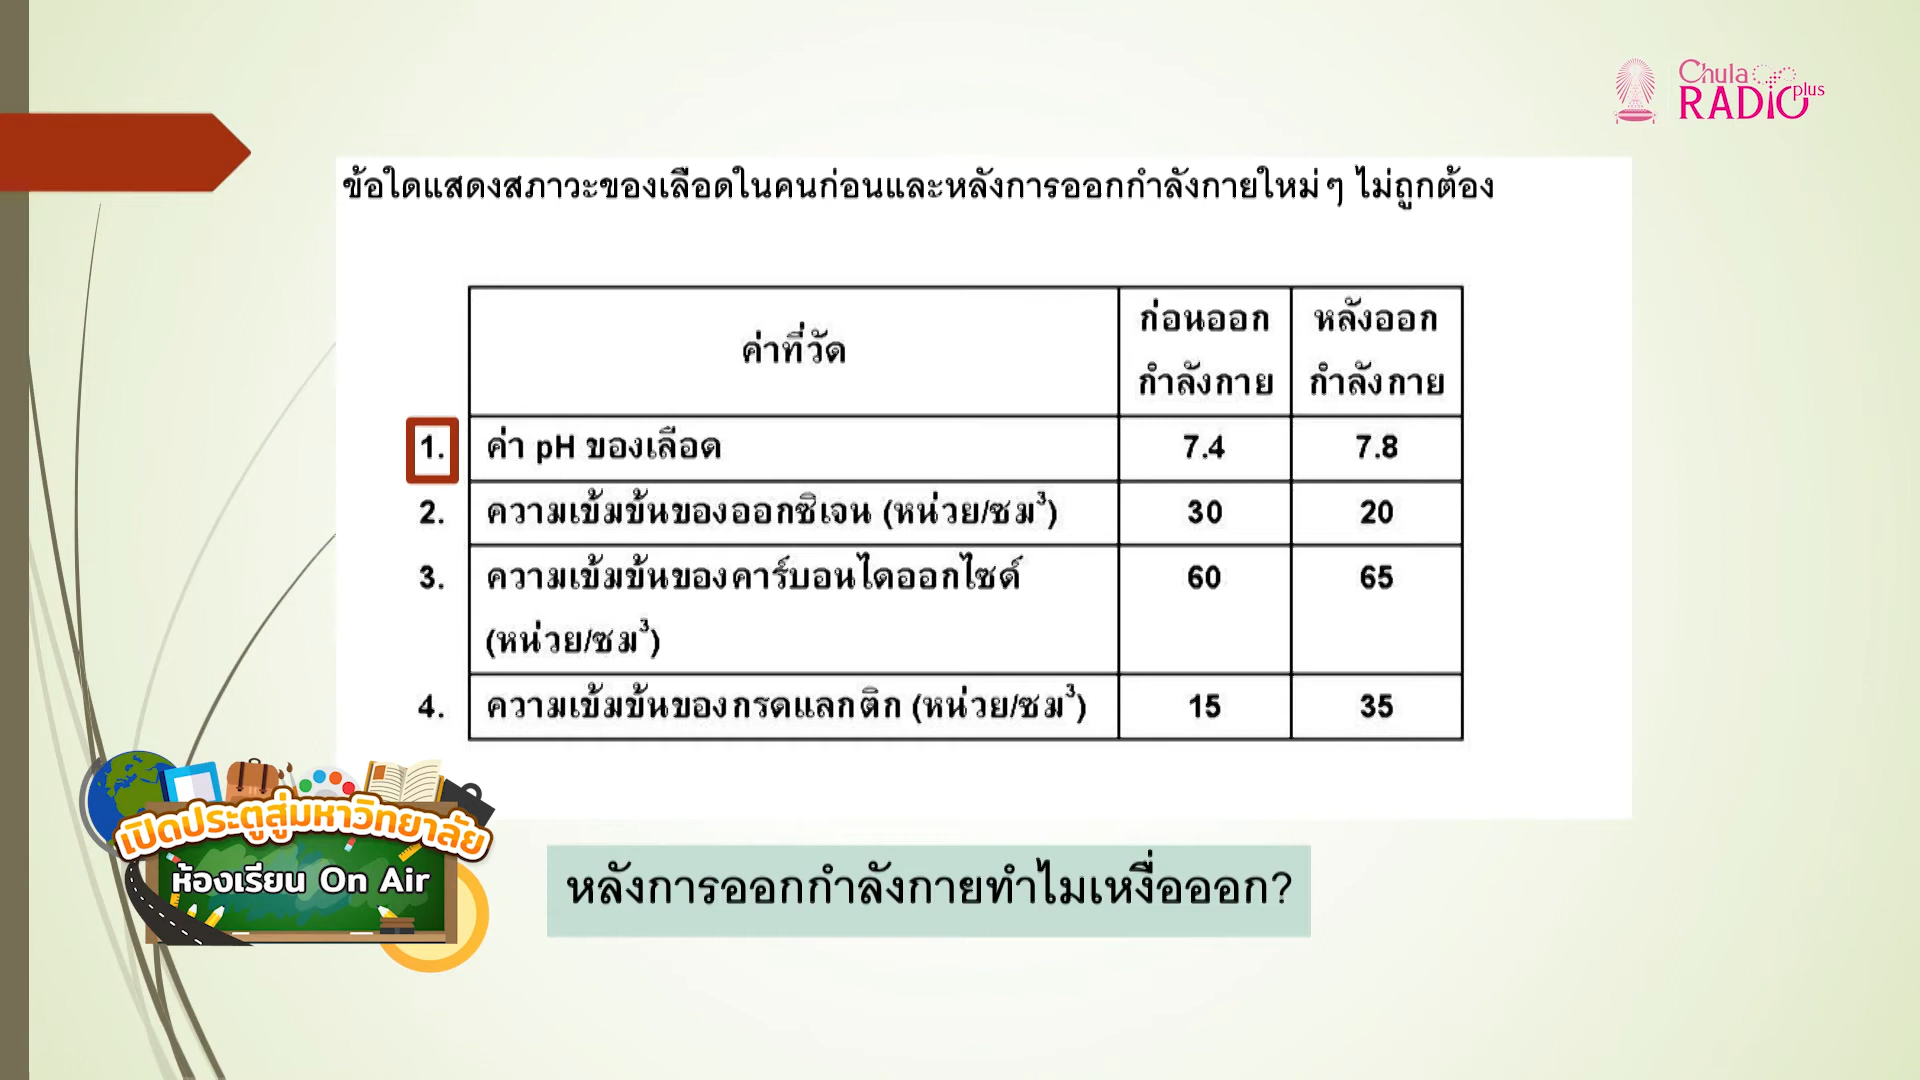 Chula
RADIO plus
ข้อใดแสดงสภาวะของเลือดในคนก่อนและหลังการออกกำลังกายใหม่ๆ ไม่ถูกต้อง
ค่าที่วัด
ก่อนออก
กำลังกาย
หลังออก
กำลังกาย
1. ค่า pH ของเลือด 7.4 7.8
2. ความเข้มข้นของออกซิเจน (หน่วย/ซม³) 30 20
3. ความเข้มข้นของคาร์บอนไดออกไซด์ 60 65
(หน่วย/ซม³)
4. ความเข้มข้นของกรดแลกติก (หน่วย/ซม³) 15 35
เปิดประตูสู่มหาวิทยาลัย
ห้องเรียน On Air
หลังการออกกำลังกายทำไมเหงื่อออก?